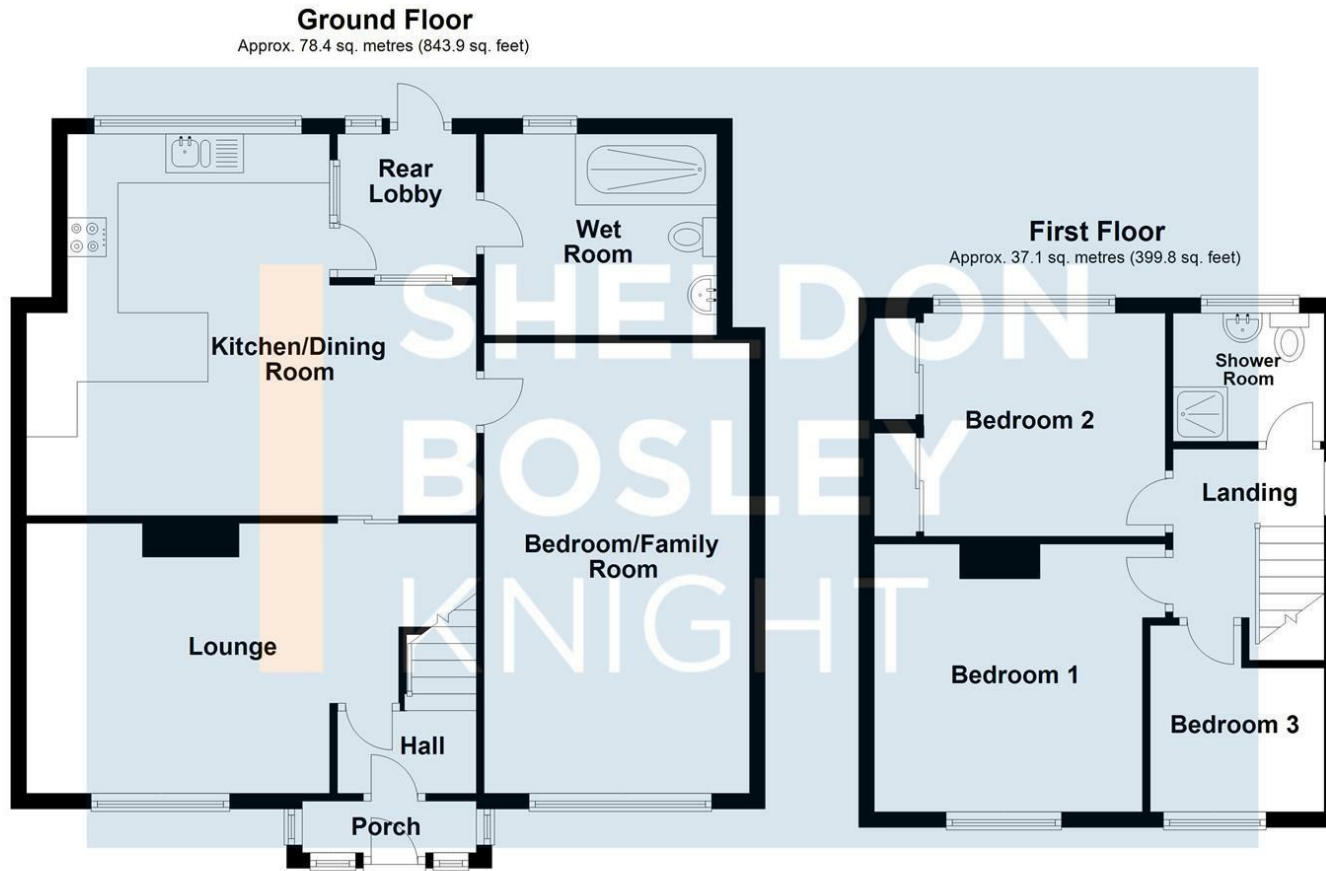 Ground Floor
Approx. 78.4 sq. metres (843.9 sq. feet)
Rear
Lobby
Wet
Room
Kitchen/Dining
Room
Bedroom/Family
Room
Lounge
Hall
Porch
First Floor
Approx. 37.1 sq. metres (399.8 sq. feet)
Shower
Room
Bedroom 2
Landing
Bedroom 1
Bedroom 3
SHELDON
BOSLEY
KNIGHT